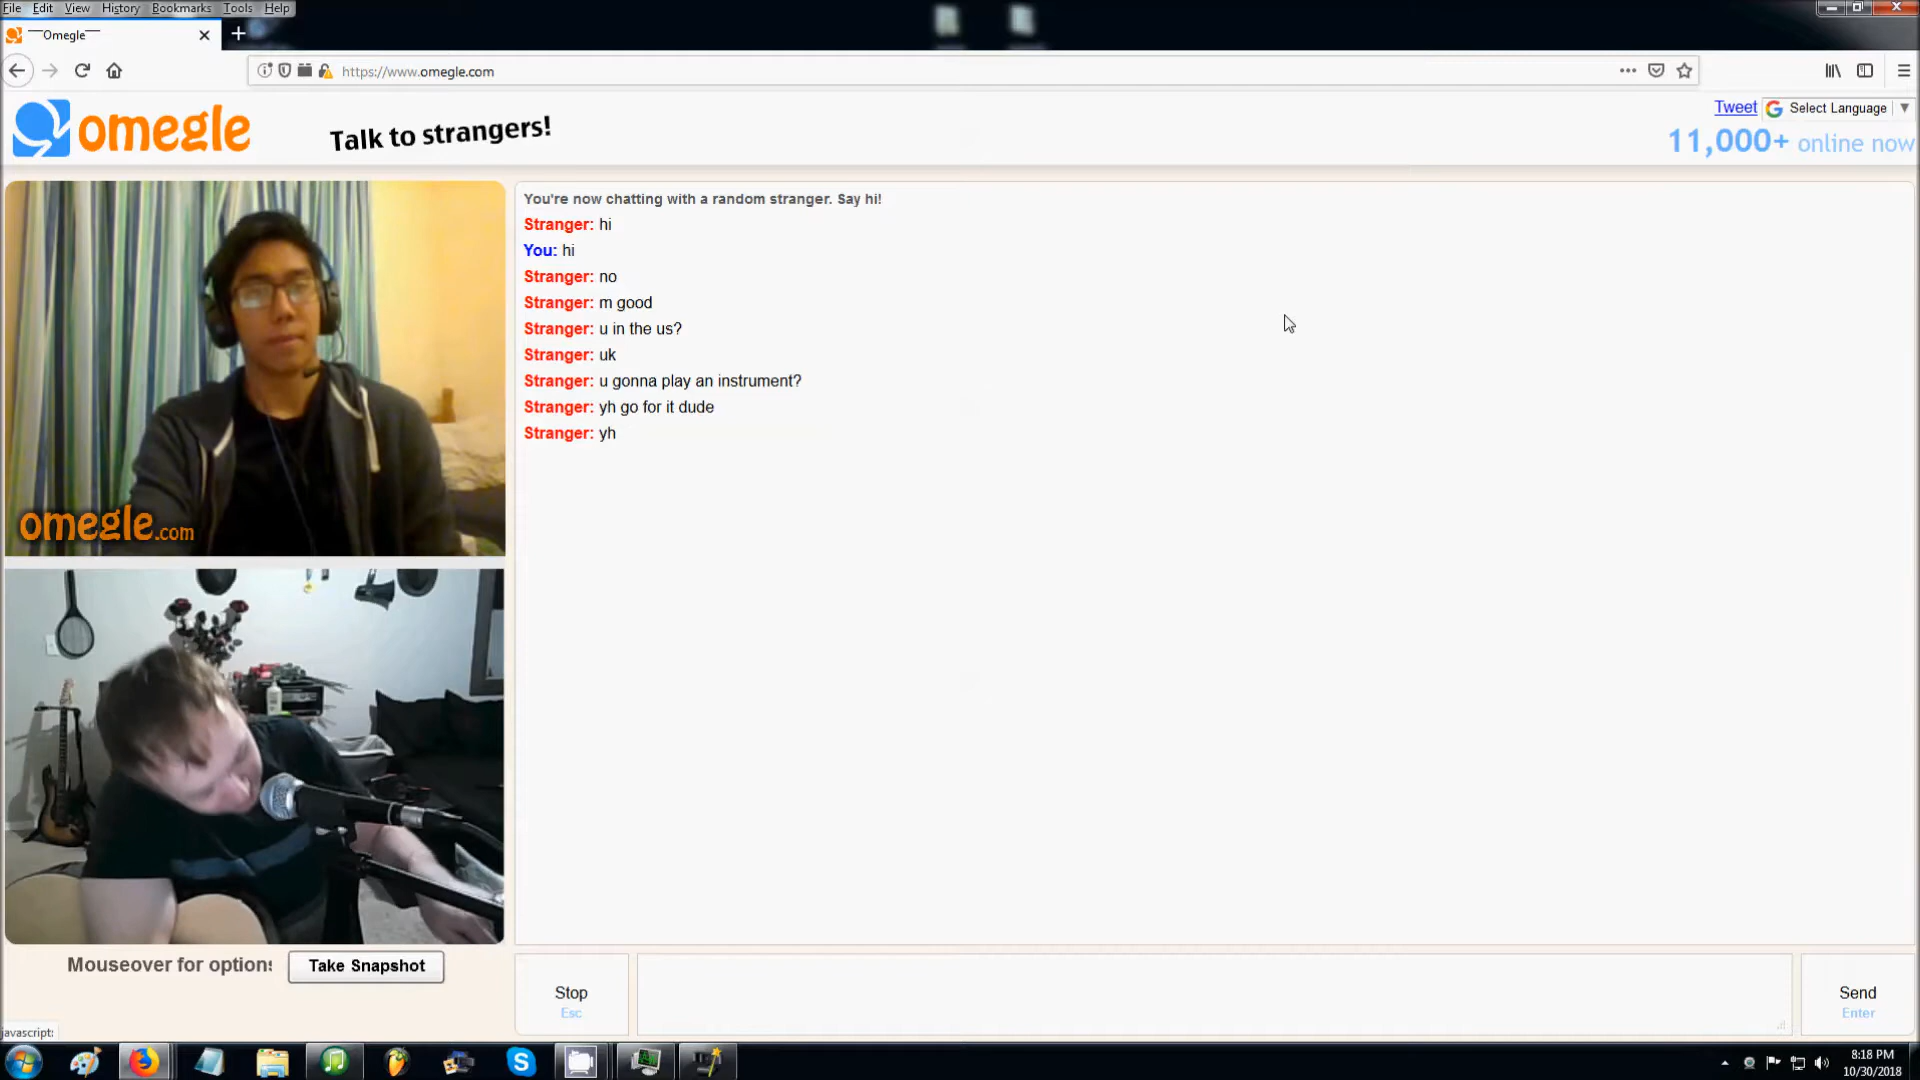 File Edit View History Bookmarks Tools Help
Omegle
https://www.omegle.com
omegle
Talk to strangers!
Tweet
Select Language
11,000+ online now
You're now chatting with a random stranger. Say hi!
Stranger: hi
You: hi
Stranger: no
Stranger: m good
Stranger: u in the us?
Stranger: uk
Stranger: u gonna play an instrument?
Stranger: yh go for it dude
Stranger: yh
omegle.com
Mouseover for options
Take Snapshot
Stop
Esc
Send
Enter
javascript:
8:18 PM
10/30/2018